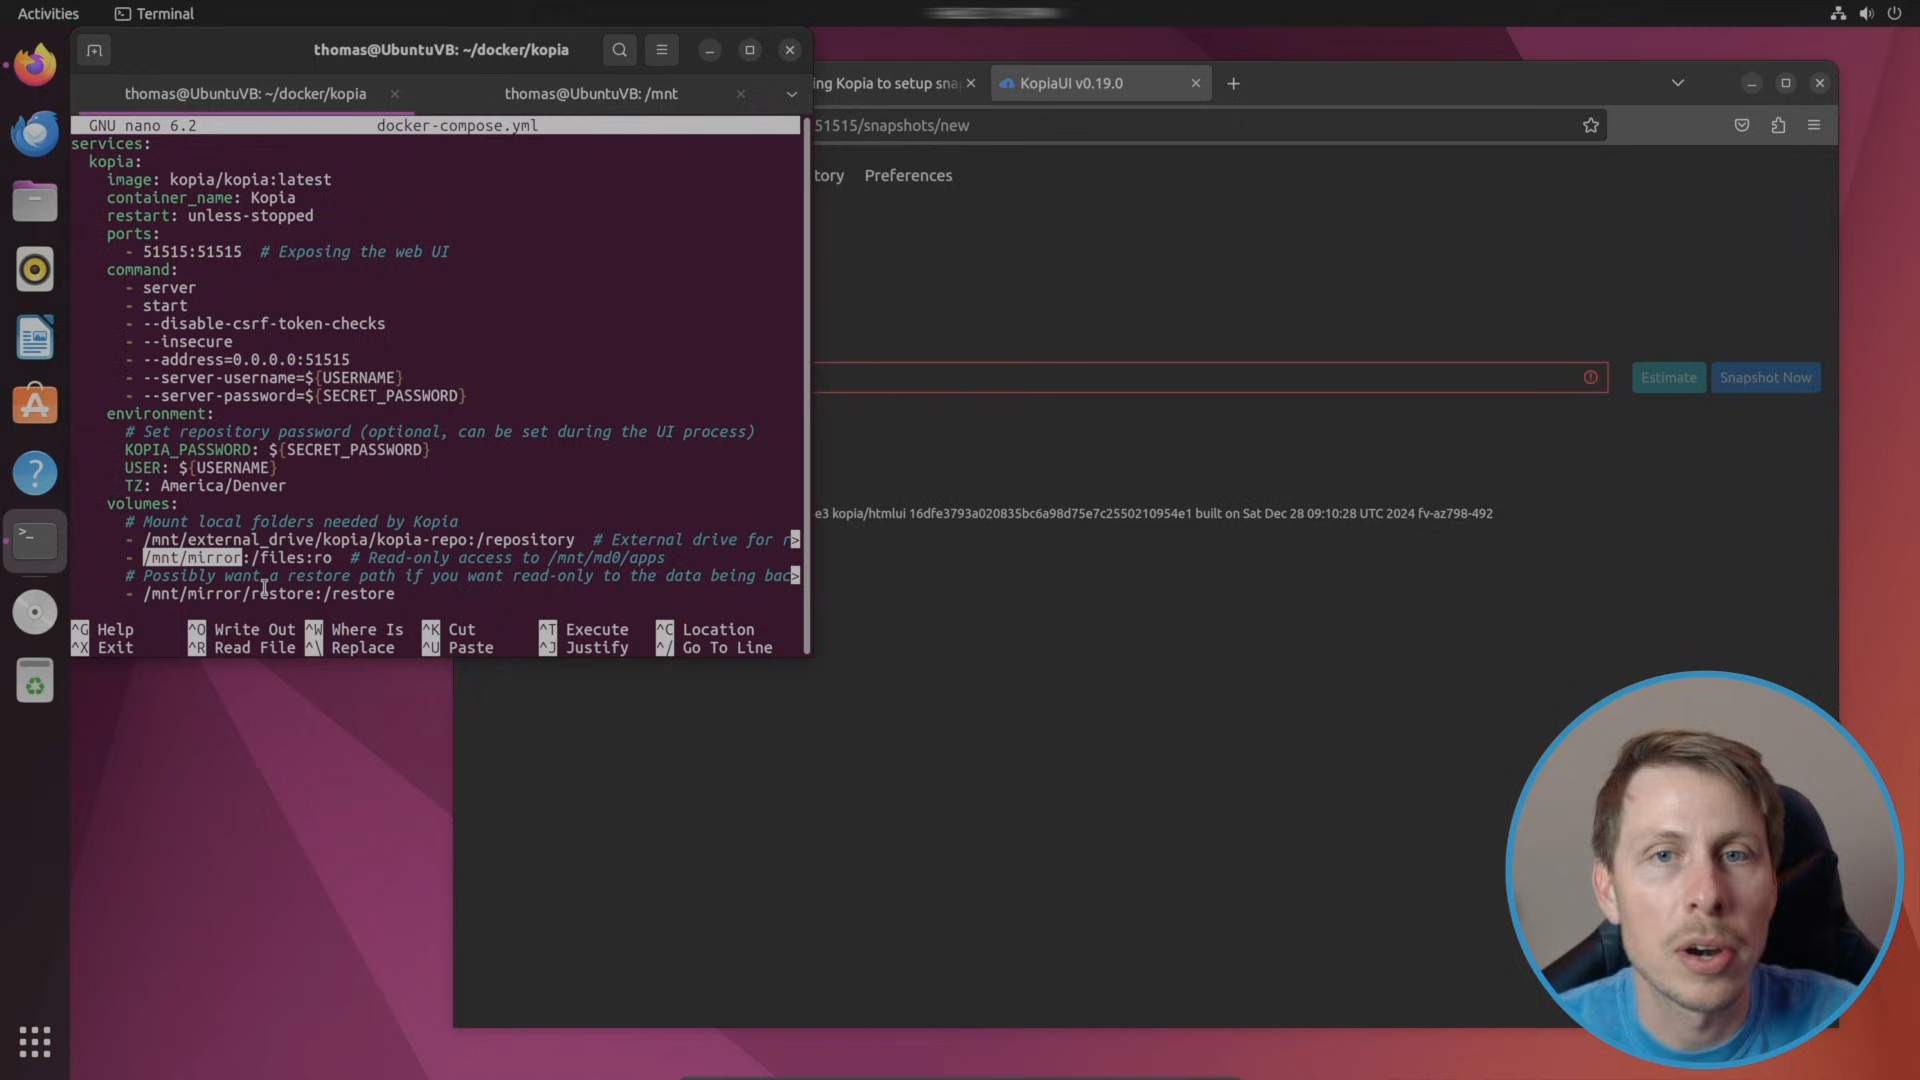 Activities
Terminal
thomas@UbuntuVB: ~/docker/kopia
thomas@UbuntuVB: ~/docker/kopia
thomas@UbuntuVB: /mnt
GNU nano 6.2 docker-compose.yml
services:
kopia:
image: kopia/kopia:latest
container_name: Kopia
restart: unless-stopped
ports:
- 51515:51515 # Exposing the web UI
command:
- server
- start
- --disable-csrf-token-checks
- --insecure
- --address=0.0.0.0:51515
- --server-username=${USERNAME}
- --server-password=${SECRET_PASSWORD}
environment:
# Set repository password (optional, can be set during the UI process)
KOPIA_PASSWORD: ${SECRET_PASSWORD}
USER: ${USERNAME}
TZ: America/Denver
volumes:
# Mount local folders needed by Kopia
- /mnt/external_drive/kopia/kopia-repo:/repository # External drive for r>
- /mnt/mirror:/files:ro # Read-only access to /mnt/md0/apps
# Possibly want a restore path if you want read-only to the data being bac>
- /mnt/mirror/restore:/restore
^G Help ^O Write Out ^W Where Is ^K Cut ^T Execute ^C Location
^X Exit ^R Read File ^\ Replace ^U Paste ^J Justify ^/ Go To Line
ng Kopia to setup sna
KopiaUI v0.19.0
51515/snapshots/new
tory
Preferences
Estimate
Snapshot Now
e3 kopia/htmlui 16dfe3793a020835bc6a98d75e7c2550210954e1 built on Sat Dec 28 09:10:28 UTC 2024 fv-az798-492